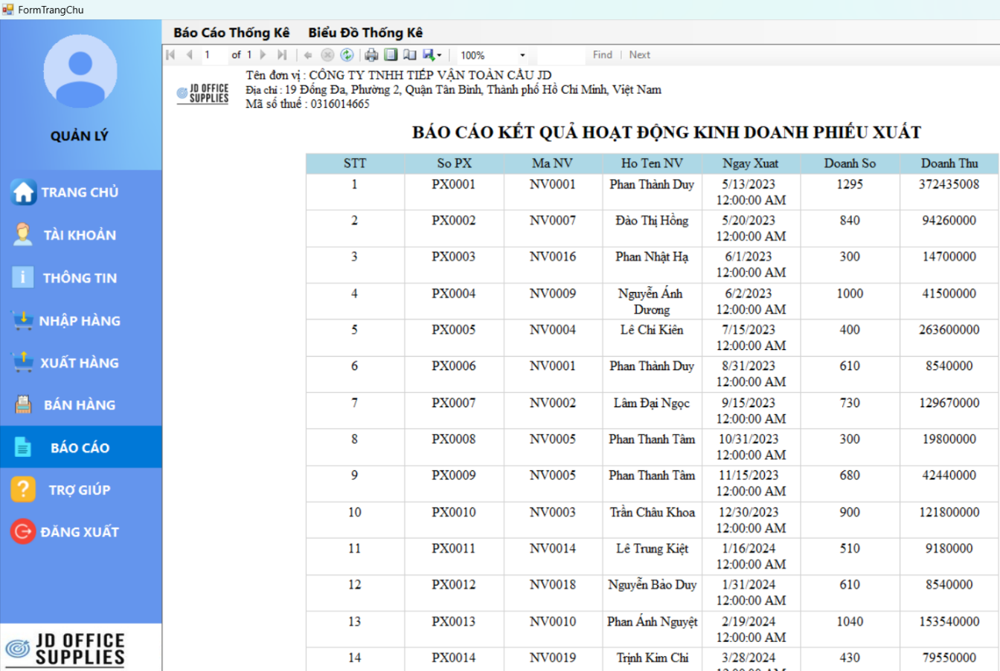 FormTrangChu
QUẢN LÝ
TRANG CHỦ
TÀI KHOẢN
i THÔNG TIN
NHẬP HÀNG
XUẤT HÀNG
BÁN HÀNG
BÁO CÁO
? TRỢ GIÚP
ĐĂNG XUẤT
JD OFFICE
SUPPLIES
Báo Cáo Thống Kê Biểu Đồ Thống Kê
1 of 1 100% Find | Next
JD OFFICE
SUPPLIES
Tên đơn vị : CÔNG TY TNHH TIẾP VẬN TOÀN CẦU JD
Địa chỉ : 19 Đống Đa, Phường 2, Quận Tân Bình, Thành phố Hồ Chí Minh, Việt Nam
Mã số thuế : 0316014665
BÁO CÁO KẾT QUẢ HOẠT ĐỘNG KINH DOANH PHIẾU XUẤT
STT So PX Ma NV Ho Ten NV Ngay Xuat Doanh So Doanh Thu
1 PX0001 NV0001 Phan Thành Duy 5/13/2023 1295 372435008
12:00:00 AM
2 PX0002 NV0007 Đào Thị Hồng 5/20/2023 840 94260000
12:00:00 AM
3 PX0003 NV0016 Phan Nhật Hạ 6/1/2023 300 14700000
12:00:00 AM
4 PX0004 NV0009 Nguyễn Ánh 6/2/2023 1000 41500000
Dương 12:00:00 AM
5 PX0005 NV0004 Lê Chí Kiên 7/15/2023 400 263600000
12:00:00 AM
6 PX0006 NV0001 Phan Thành Duy 8/31/2023 610 8540000
12:00:00 AM
7 PX0007 NV0002 Lâm Đại Ngọc 9/15/2023 730 129670000
12:00:00 AM
8 PX0008 NV0005 Phan Thanh Tâm 10/31/2023 300 19800000
12:00:00 AM
9 PX0009 NV0005 Phan Thanh Tâm 11/15/2023 680 42440000
12:00:00 AM
10 PX0010 NV0003 Trần Châu Khoa 12/30/2023 900 121800000
12:00:00 AM
11 PX0011 NV0014 Lê Trung Kiệt 1/16/2024 510 9180000
12:00:00 AM
12 PX0012 NV0018 Nguyễn Bảo Duy 1/31/2024 610 8540000
12:00:00 AM
13 PX0013 NV0010 Phan Ánh Nguyệt 2/19/2024 1040 153540000
12:00:00 AM
14 PX0014 NV0019 Trịnh Kim Chi 3/28/2024 430 79550000